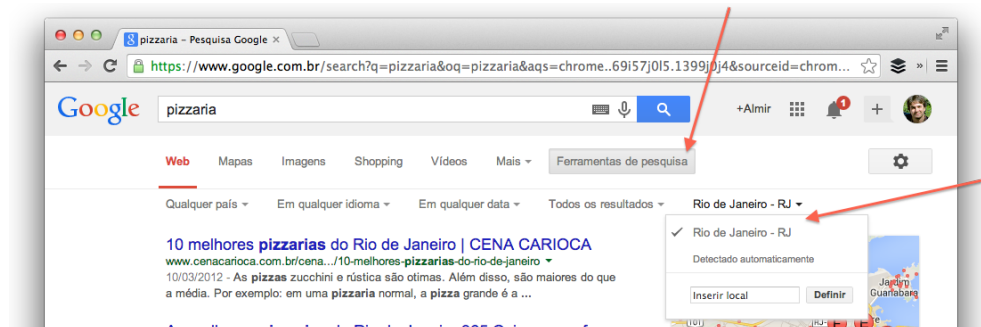 pizzaria - Pesquisa Google ×
https://www.google.com.br/search?q=pizzaria&oq=pizzaria&aqs=chrome..69i57j0l5.1399j0j4&sourceid=chrom... »
Google pizzaria +Almir 1 +
Web Mapas Imagens Shopping Vídeos Mais Ferramentas de pesquisa
Qualquer país Em qualquer idioma Em qualquer data Todos os resultados Rio de Janeiro - RJ
Rio de Janeiro - RJ
Detectado automaticamente
Inserir local Definir
10 melhores pizzarias do Rio de Janeiro | CENA CARIOCA
www.cenacarioca.com.br/cena.../10-melhores-pizzarias-do-rio-de-janeiro
10/03/2012 - As pizzas zucchini e rústica são otimas. Além disso, são maiores do que
a média. Por exemplo: em uma pizzaria normal, a pizza grande é a ...
Jardim
Guanabara